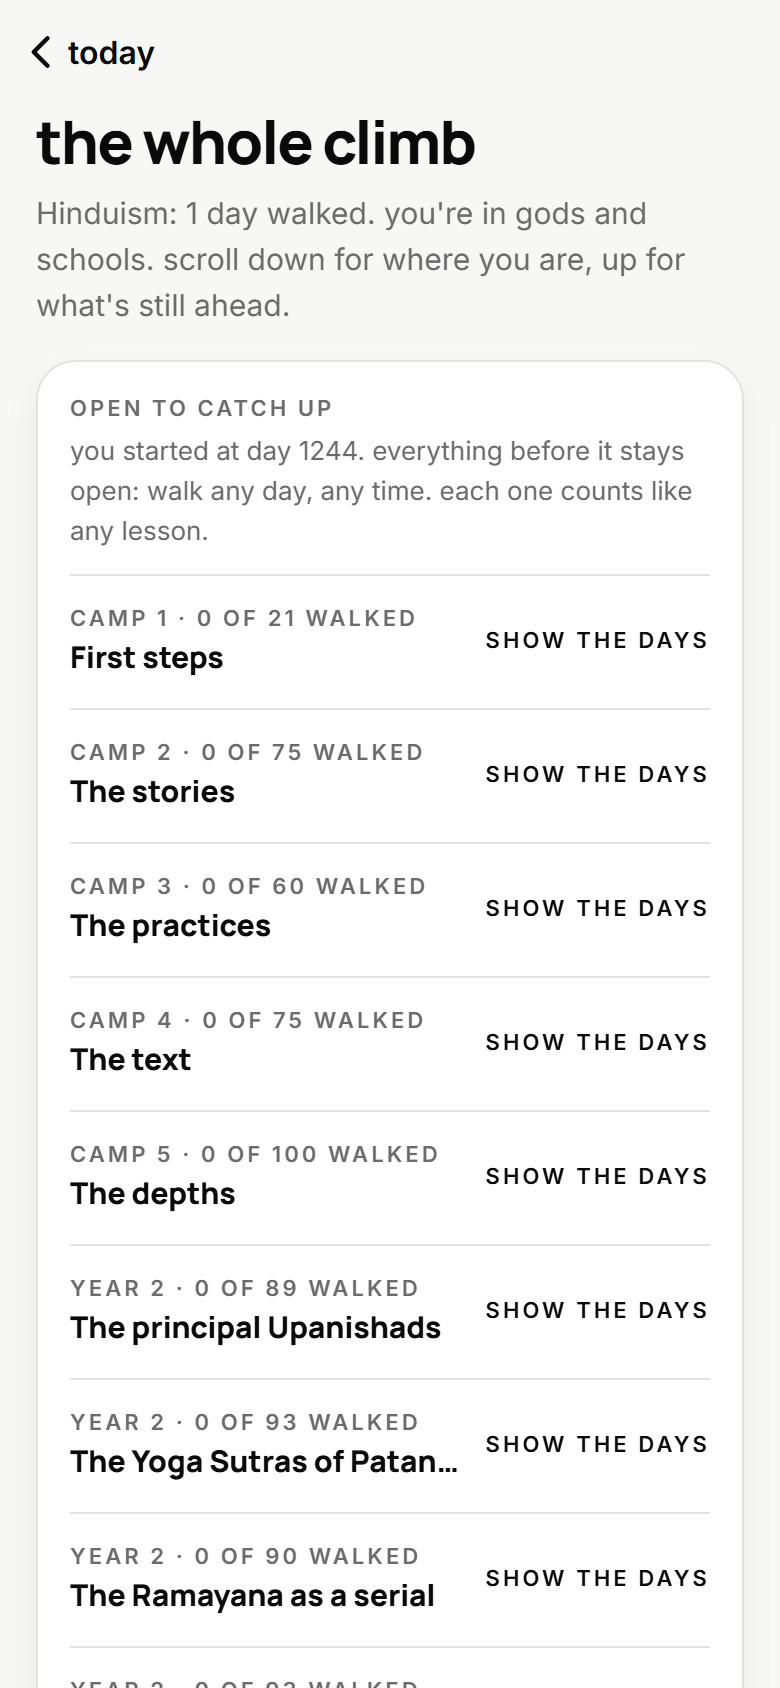 today
the whole climb
Hinduism: 1 day walked. you're in gods and
schools. scroll down for where you are, up for
what's still ahead.
OPEN TO CATCH UP
you started at day 1244. everything before it stays
open: walk any day, any time. each one counts like
any lesson.
CAMP 1 · 0 OF 21 WALKED
First steps
SHOW THE DAYS
CAMP 2 · 0 OF 75 WALKED
The stories
SHOW THE DAYS
CAMP 3 · 0 OF 60 WALKED
The practices
SHOW THE DAYS
CAMP 4 · 0 OF 75 WALKED
The text
SHOW THE DAYS
CAMP 5 · 0 OF 100 WALKED
The depths
SHOW THE DAYS
YEAR 2 · 0 OF 89 WALKED
The principal Upanishads
SHOW THE DAYS
YEAR 2 · 0 OF 93 WALKED
The Yoga Sutras of Patan...
SHOW THE DAYS
YEAR 2 · 0 OF 90 WALKED
The Ramayana as a serial
SHOW THE DAYS